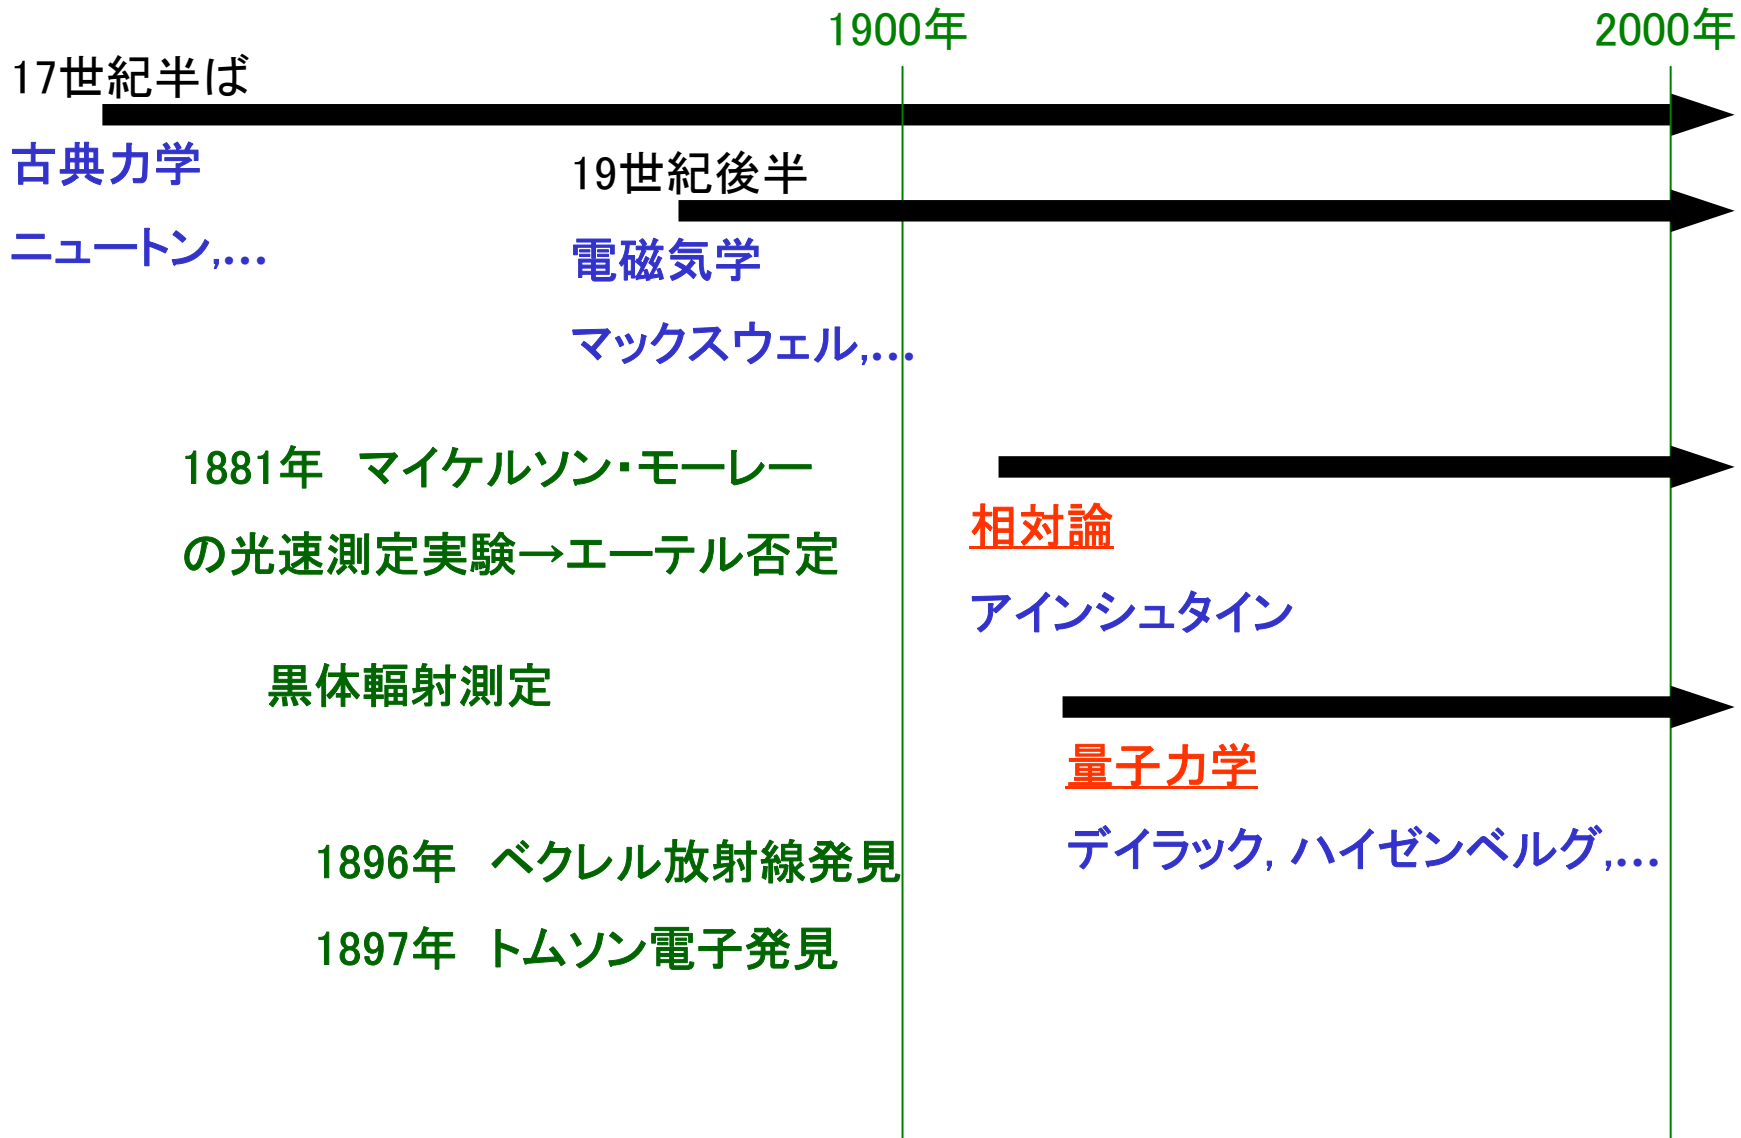 1900年
2000年
17世紀半ば
古典力学
ニュートン,...
19世紀後半
電磁気学
マックスウェル,...
1881年　マイケルソン・モーレー
の光速測定実験→エーテル否定
相対論
アインシュタイン
黒体輻射測定
量子力学
デイラック, ハイゼンベルグ,...
1896年　ベクレル放射線発見
1897年　トムソン電子発見